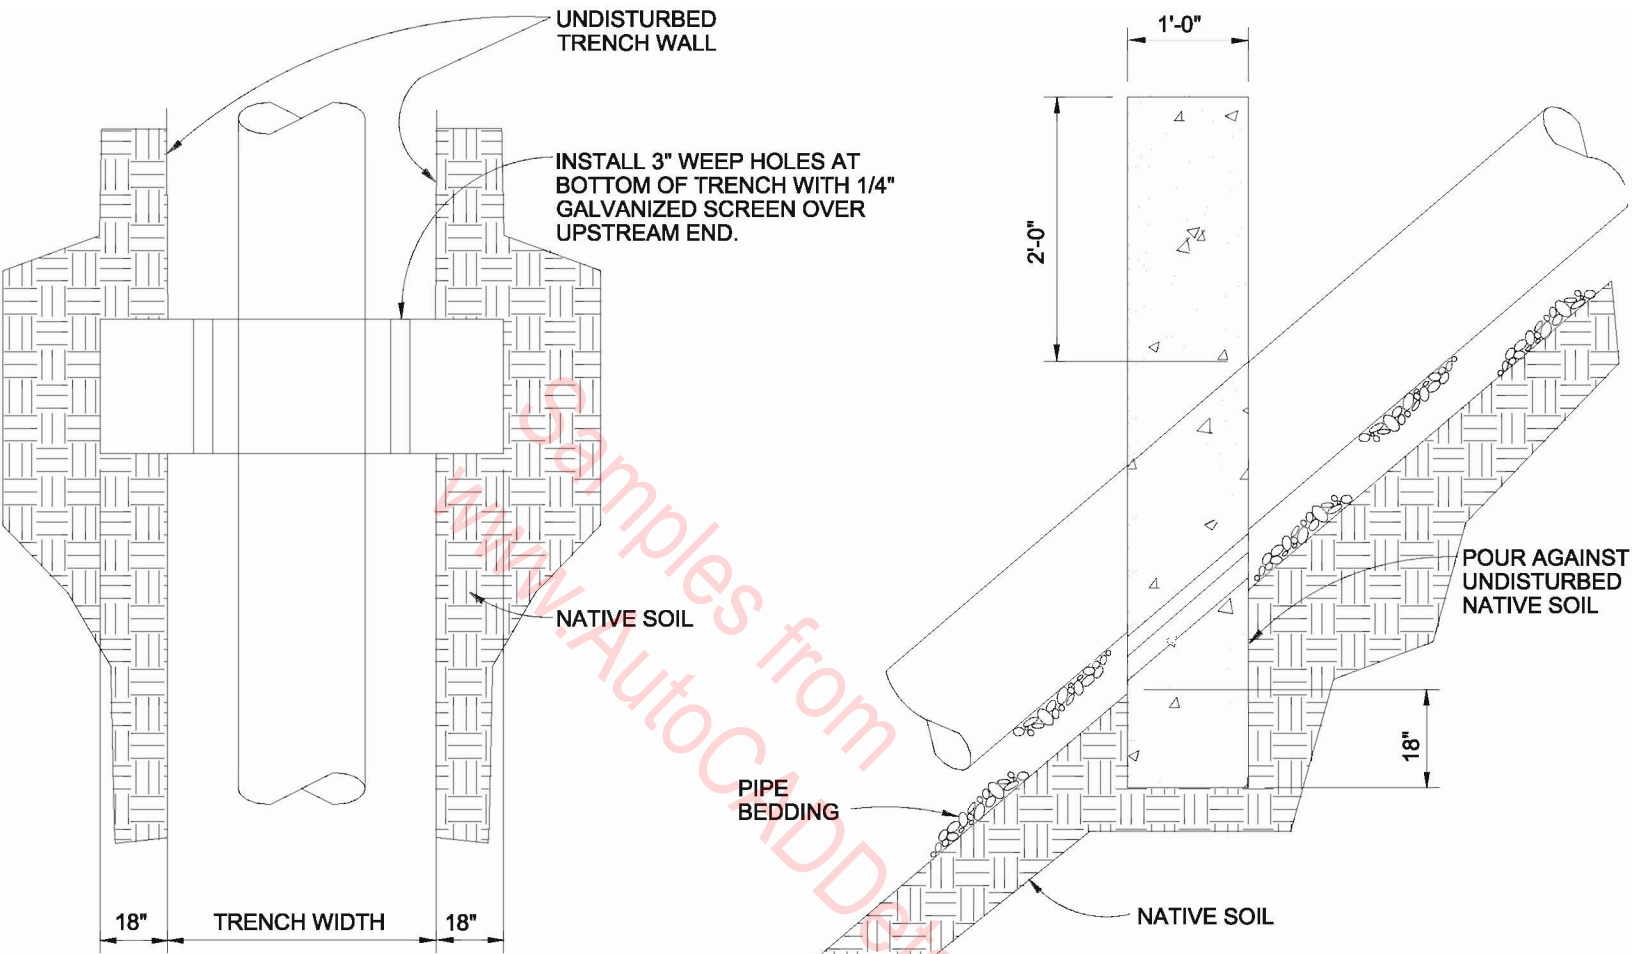 UNDISTURBED
TRENCH WALL
INSTALL 3" WEEP HOLES AT
BOTTOM OF TRENCH WITH 1/4"
GALVANIZED SCREEN OVER
UPSTREAM END.
NATIVE SOIL
18"
TRENCH WIDTH
18"
1'-0"
2'-0"
POUR AGAINST
UNDISTURBED
NATIVE SOIL
18"
PIPE
BEDDING
NATIVE SOIL
Samples from
www.AutoCADDet